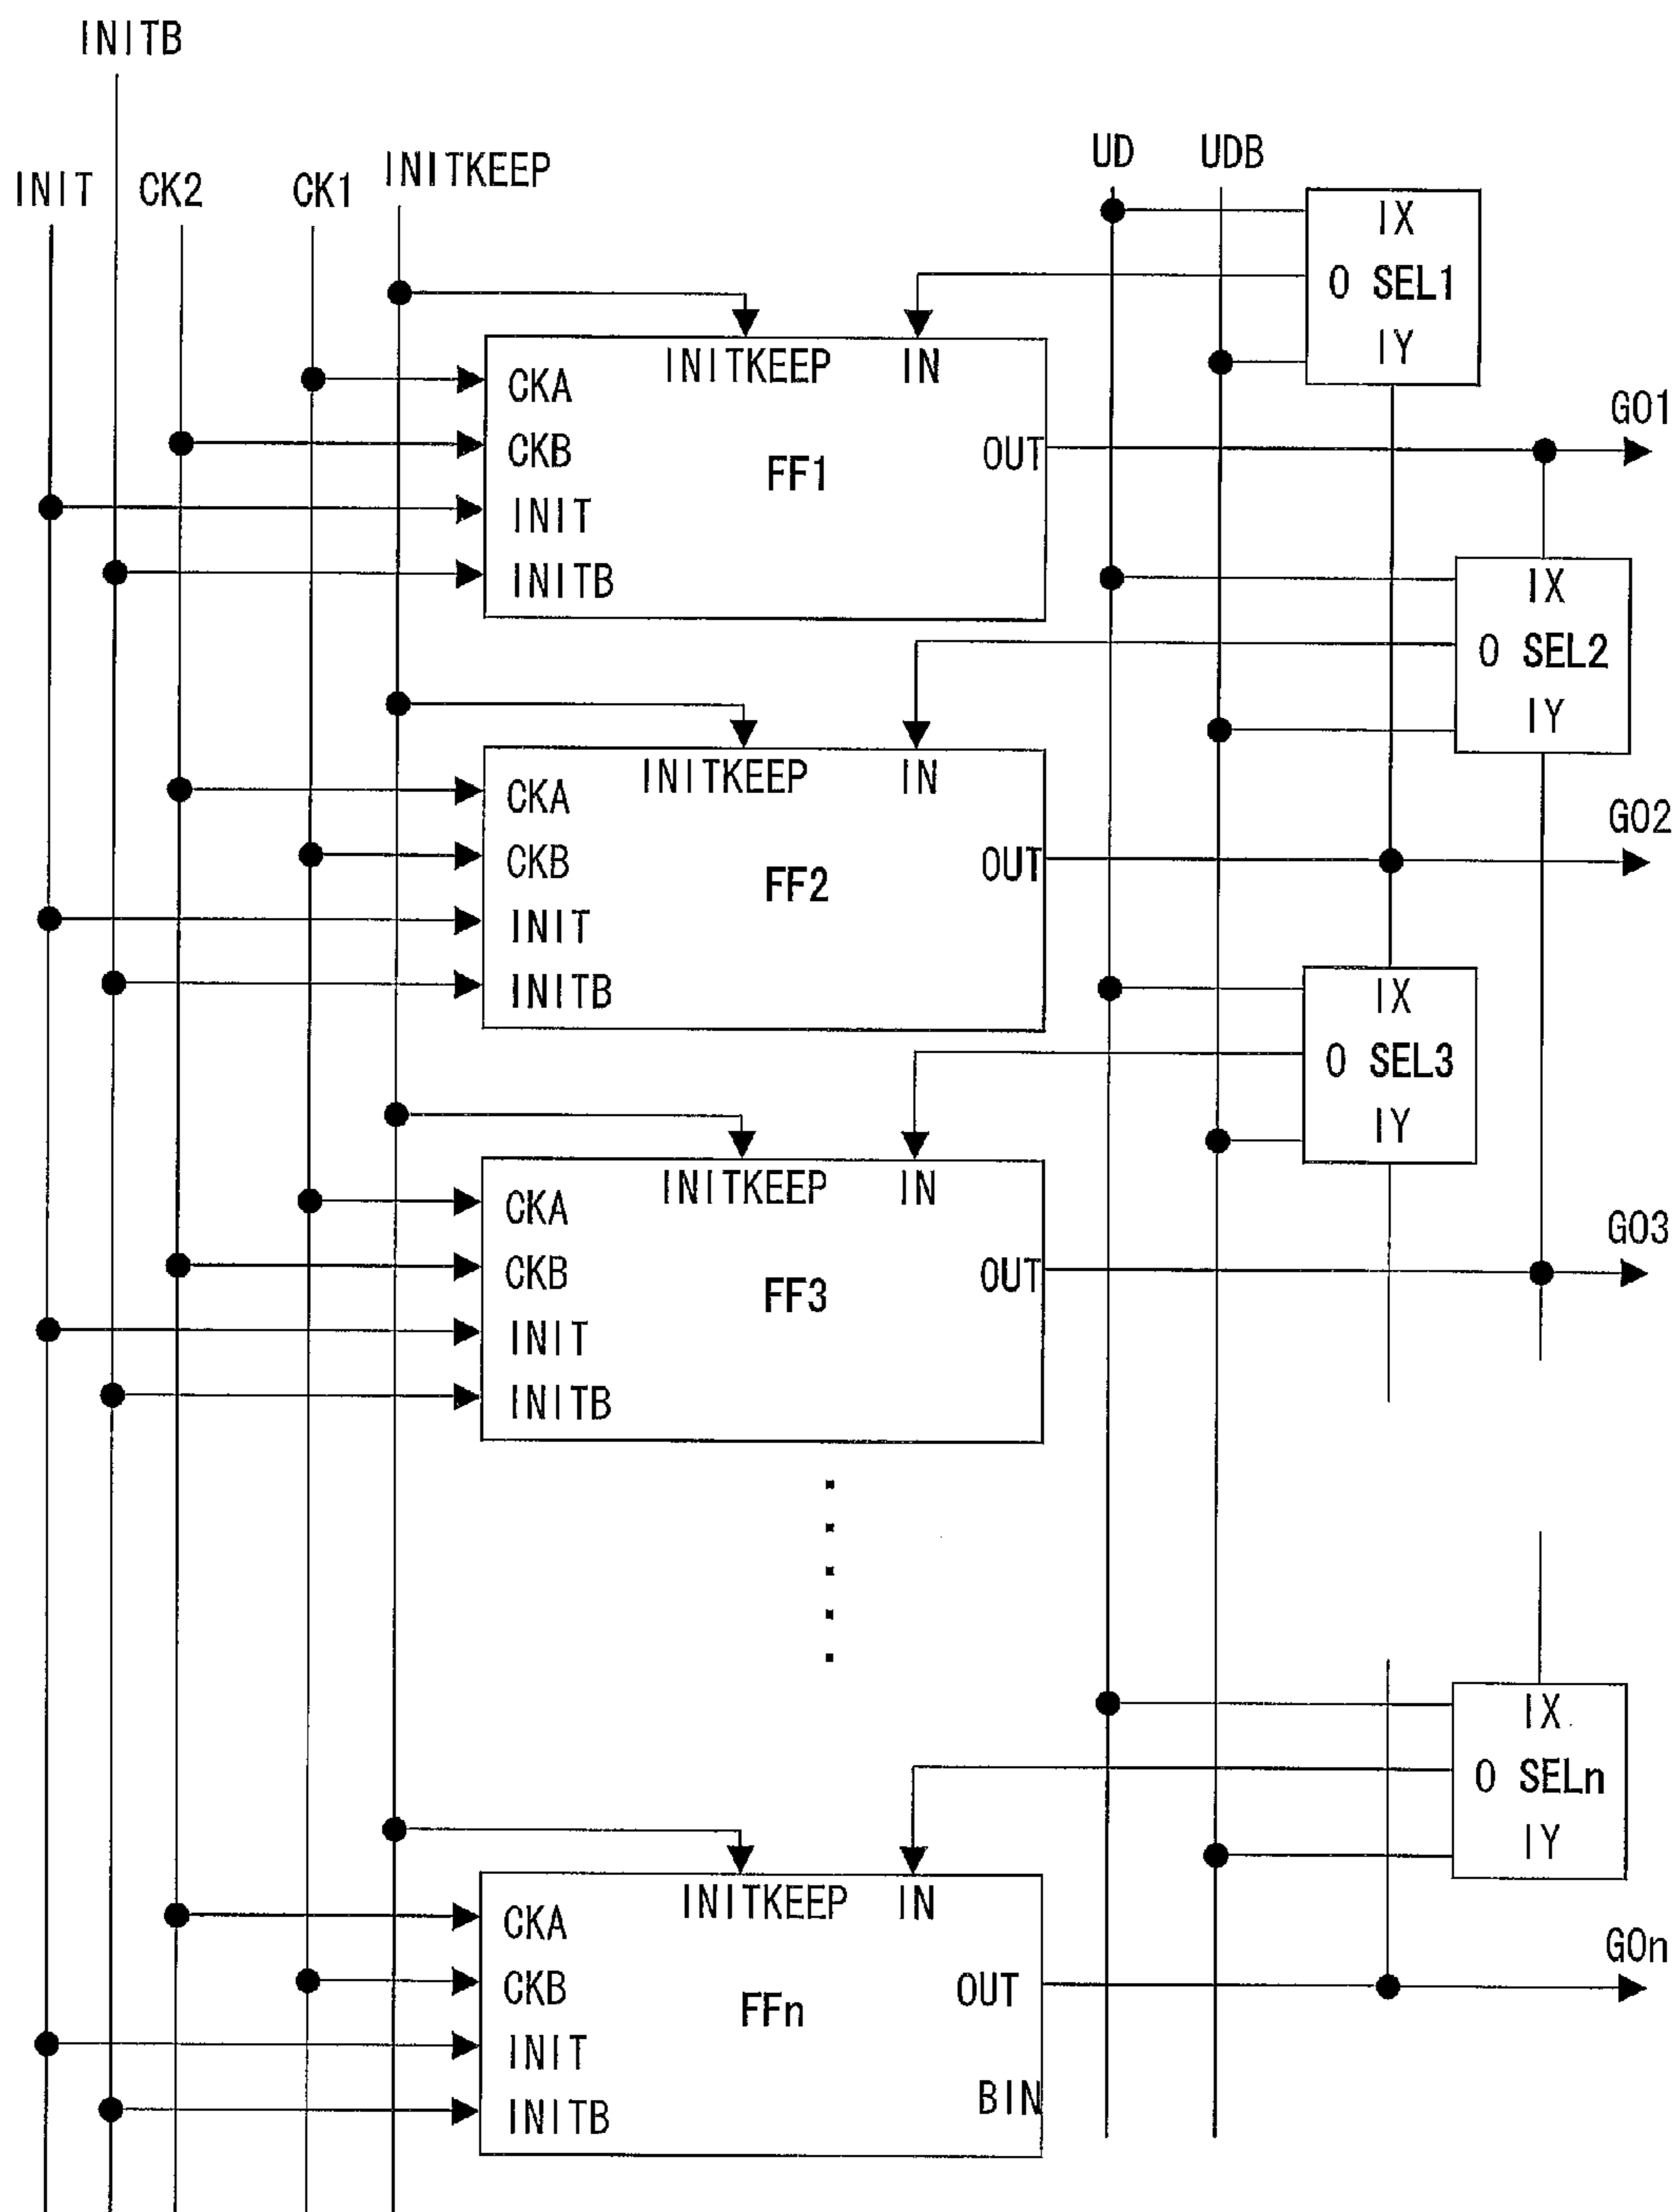 INITB
INIT
CK2
CK1
INITKEEP
UD
UDB
IX
O SEL1
IY
INITKEEP
IN
CKA
CKB
INIT
INITB
FF1
OUT
GO1
IX
O SEL2
IY
INITKEEP
IN
CKA
CKB
INIT
INITB
FF2
OUT
GO2
IX
O SEL3
IY
INITKEEP
IN
CKA
CKB
INIT
INITB
FF3
OUT
GO3
IX
O SELn
IY
INITKEEP
IN
CKA
CKB
INIT
INITB
FFn
OUT
BIN
GOn